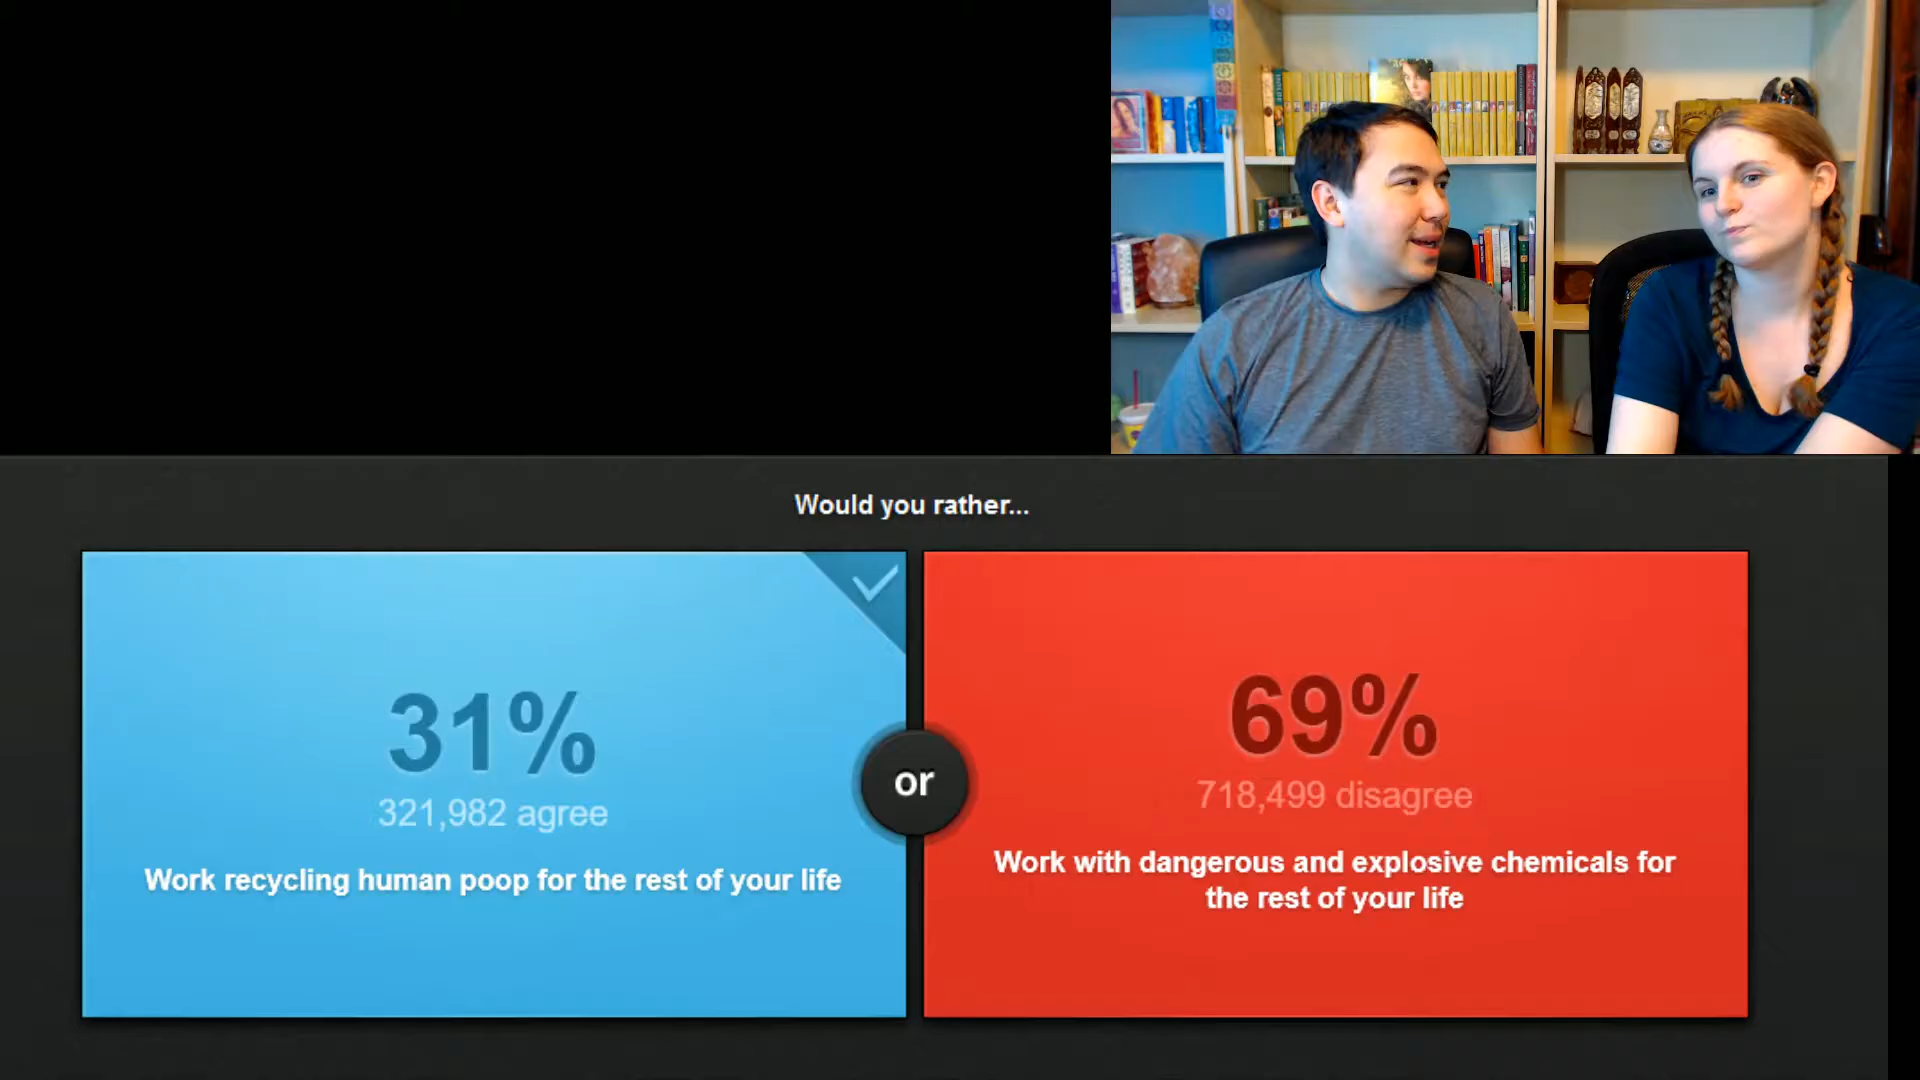 Would you rather...
31%
321,982 agree
Work recycling human poop for the rest of your life
or
69%
718,499 disagree
Work with dangerous and explosive chemicals for
the rest of your life